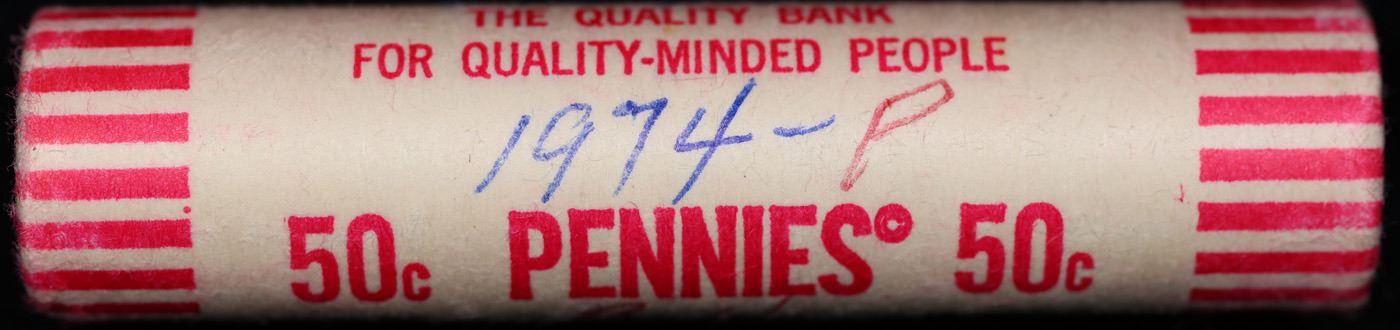 THE QUALITY BANK
FOR QUALITY-MINDED PEOPLE
1974-P
50c PENNIES© 50c